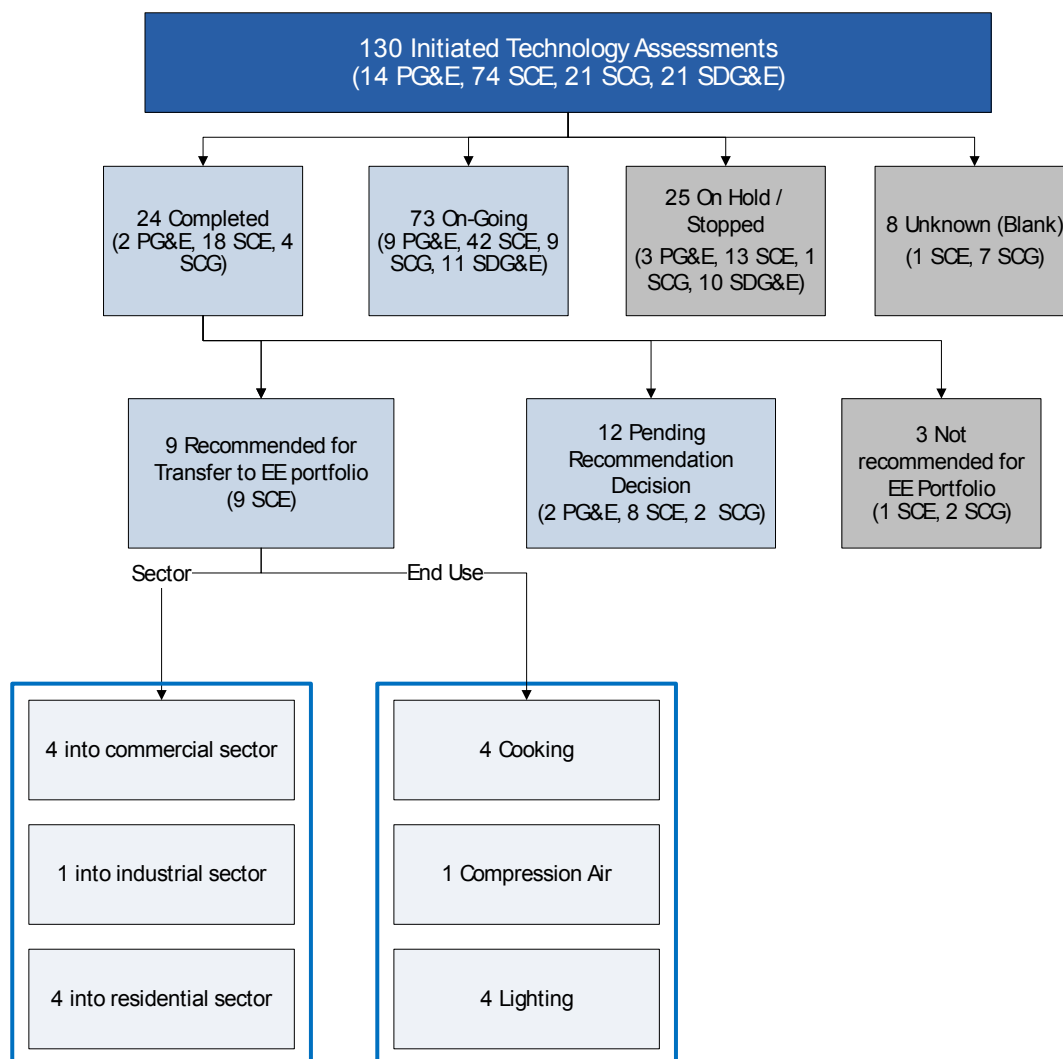 130 Initiated Technology Assessments
(14 PG&E, 74 SCE, 21 SCG, 21 SDG&E)
24 Completed
(2 PG&E, 18 SCE, 4
SCG)
73 On-Going
(9 PG&E, 42 SCE, 9
SCG, 11 SDG&E)
25 On Hold /
Stopped
(3 PG&E, 13 SCE, 1
SCG, 10 SDG&E)
8 Unknown (Blank)
(1 SCE, 7 SCG)
9 Recommended for
Transfer to EE portfolio
(9 SCE)
12 Pending
Recommendation
Decision
(2 PG&E, 8 SCE, 2 SCG)
3 Not
recommended for
EE Portfolio
(1 SCE, 2 SCG)
Sector
End Use
4 into commercial sector
1 into industrial sector
4 into residential sector
4 Cooking
1 Compression Air
4 Lighting